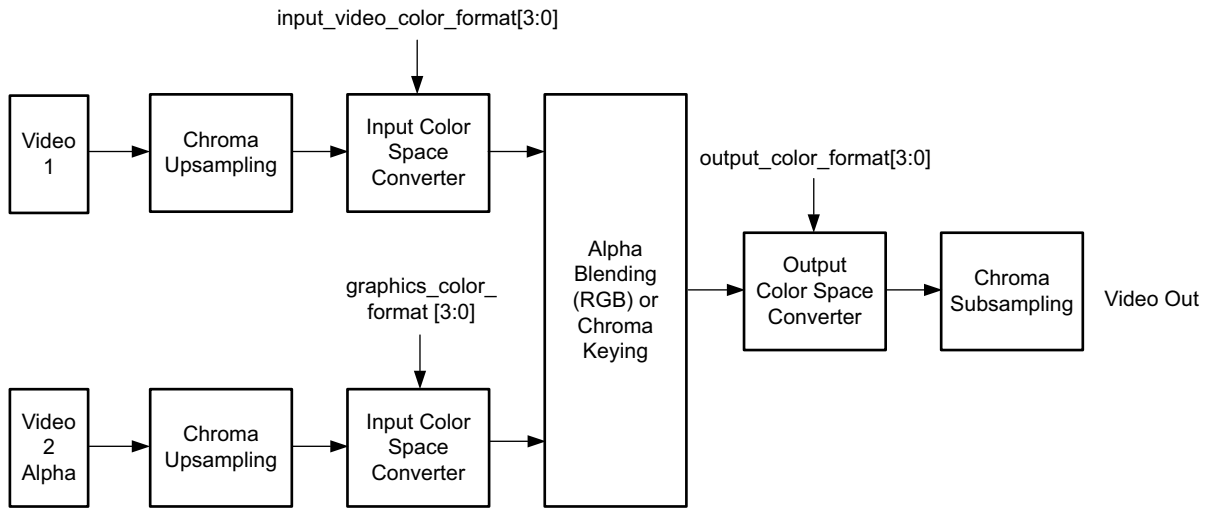 input_video_color_format[3:0]
Video
1
Chroma
Upsampling
Input Color
Space
Converter
graphics_color_
format [3:0]
Video
2
Alpha
Chroma
Upsampling
Input Color
Space
Converter
Alpha
Blending
(RGB) or
Chroma
Keying
output_color_format[3:0]
Output
Color Space
Converter
Chroma
Subsampling
Video Out